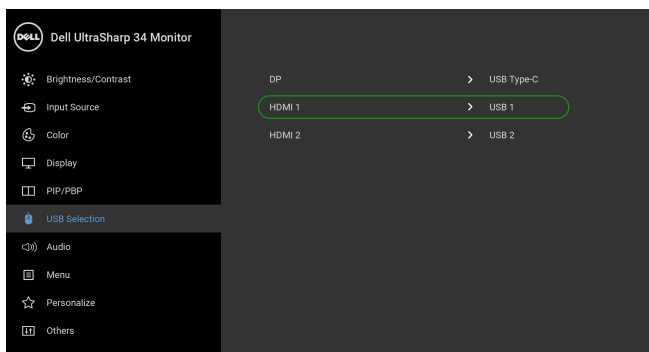 DELL Dell UltraSharp 34 Monitor
Brightness/Contrast
DP USB Type-C
Input Source
HDMI 1 USB 1
Color
HDMI 2 USB 2
Display
PIP/PBP
USB Selection
Audio
Menu
Personalize
Others